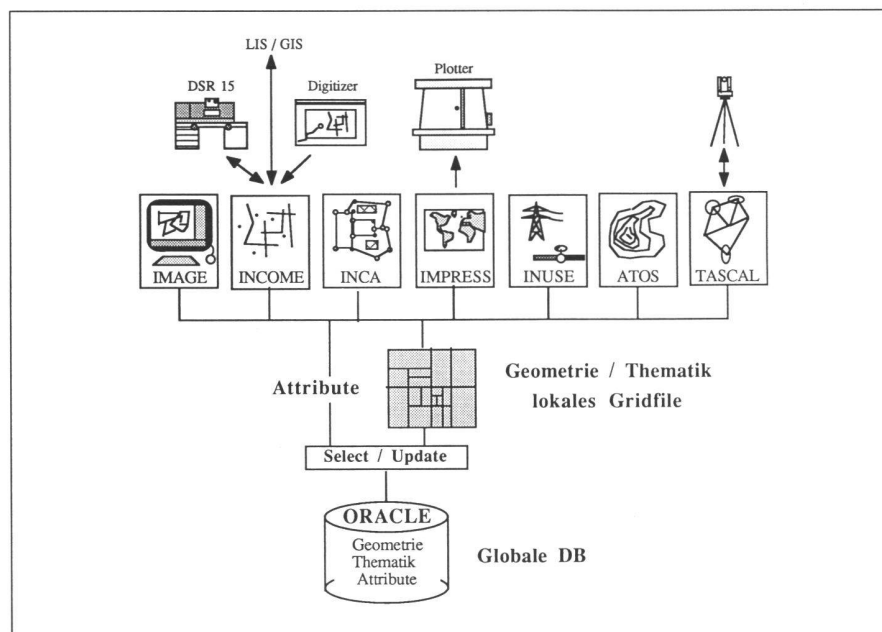 LIS / GIS
DSR 15
Digitizer
Plotter
IMAGE
INCOME
INCA
IMPRESS
INUSE
ATOS
TASCAL
Attribute
Geometrie / Thematik
lokales Gridfile
Select / Update
ORACLE
Geometrie
Thematik
Attribute
Globale DB